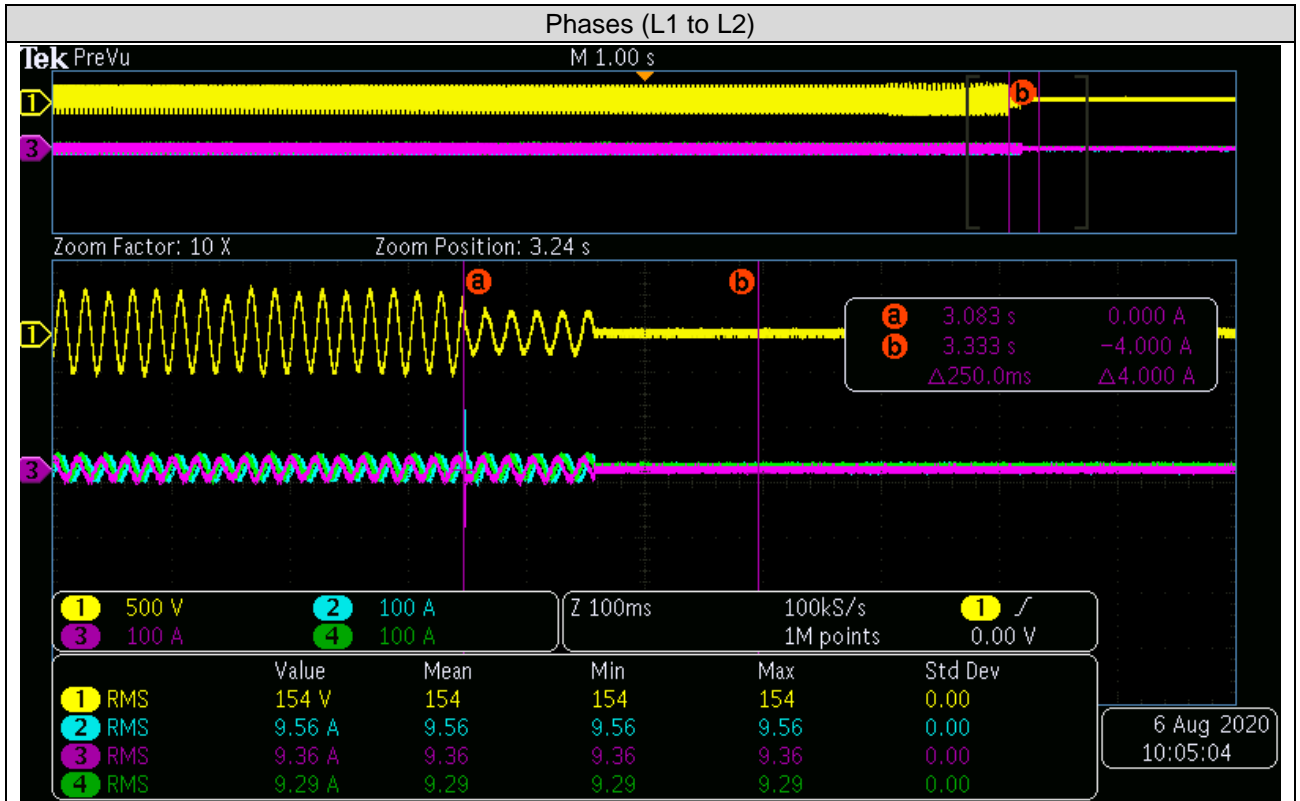 Phases (L1 to L2)
Tek PreVu M 1.00 s
1
b
3
Zoom Factor: 10 X Zoom Position: 3.24 s
a b
1
a 3.083 s 0.000 A
b 3.333 s −4.000 A
△250.0ms △4.000 A
3
1 500 V 2 100 A Z 100ms 100kS/s 1
3 100 A 4 100 A 1M points 0.00 V
Value Mean Min Max Std Dev
1 RMS 154 V 154 154 154 0.00
2 RMS 9.56 A 9.56 9.56 9.56 0.00
3 RMS 9.36 A 9.36 9.36 9.36 0.00
4 RMS 9.29 A 9.29 9.29 9.29 0.00
6 Aug 2020
10:05:04